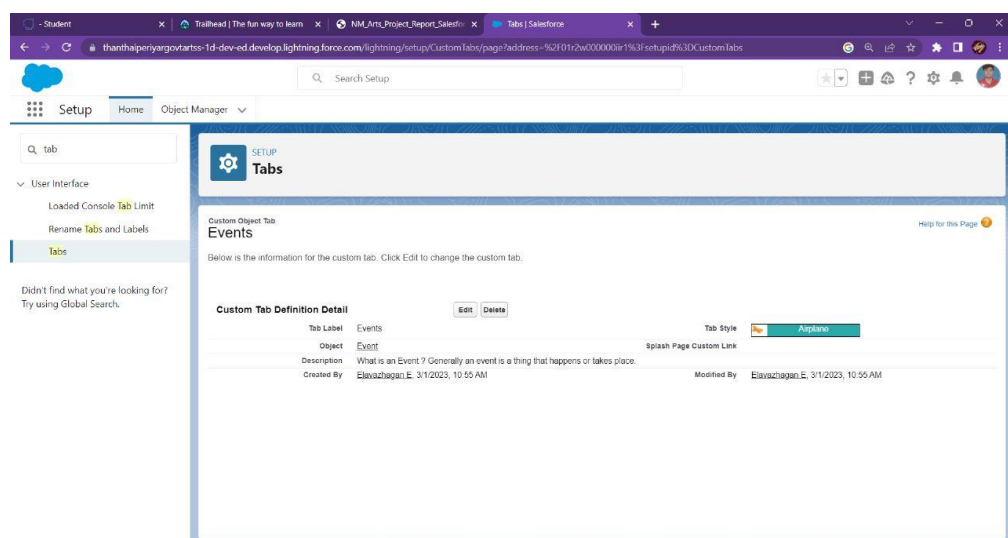 - Student
Trailhead | The fun way to learn
NM_Arts_Project_Report_Salesfor
Tabs | Salesforce
thanthaiperiyargovtartss-1d-dev-ed.develop.lightning.force.com/lightning/setup/CustomTabs/page?address=%2F01r2w000000iir1%3Fsetupid%3DCustomTabs
Search Setup
Setup Home Object Manager
tab
User Interface
Loaded Console Tab Limit
Rename Tabs and Labels
Tabs
Didn't find what you're looking for?
Try using Global Search.
SETUP
Tabs
Custom Object Tab
Events
Help for this Page
Below is the information for the custom tab. Click Edit to change the custom tab.
Custom Tab Definition Detail Edit Delete
Tab Label Events Tab Style Airplane
Object Event Splash Page Custom Link
Description What is an Event ? Generally an event is a thing that happens or takes place.
Created By Elavazhagan E, 3/1/2023, 10:55 AM Modified By Elavazhagan E, 3/1/2023, 10:55 AM